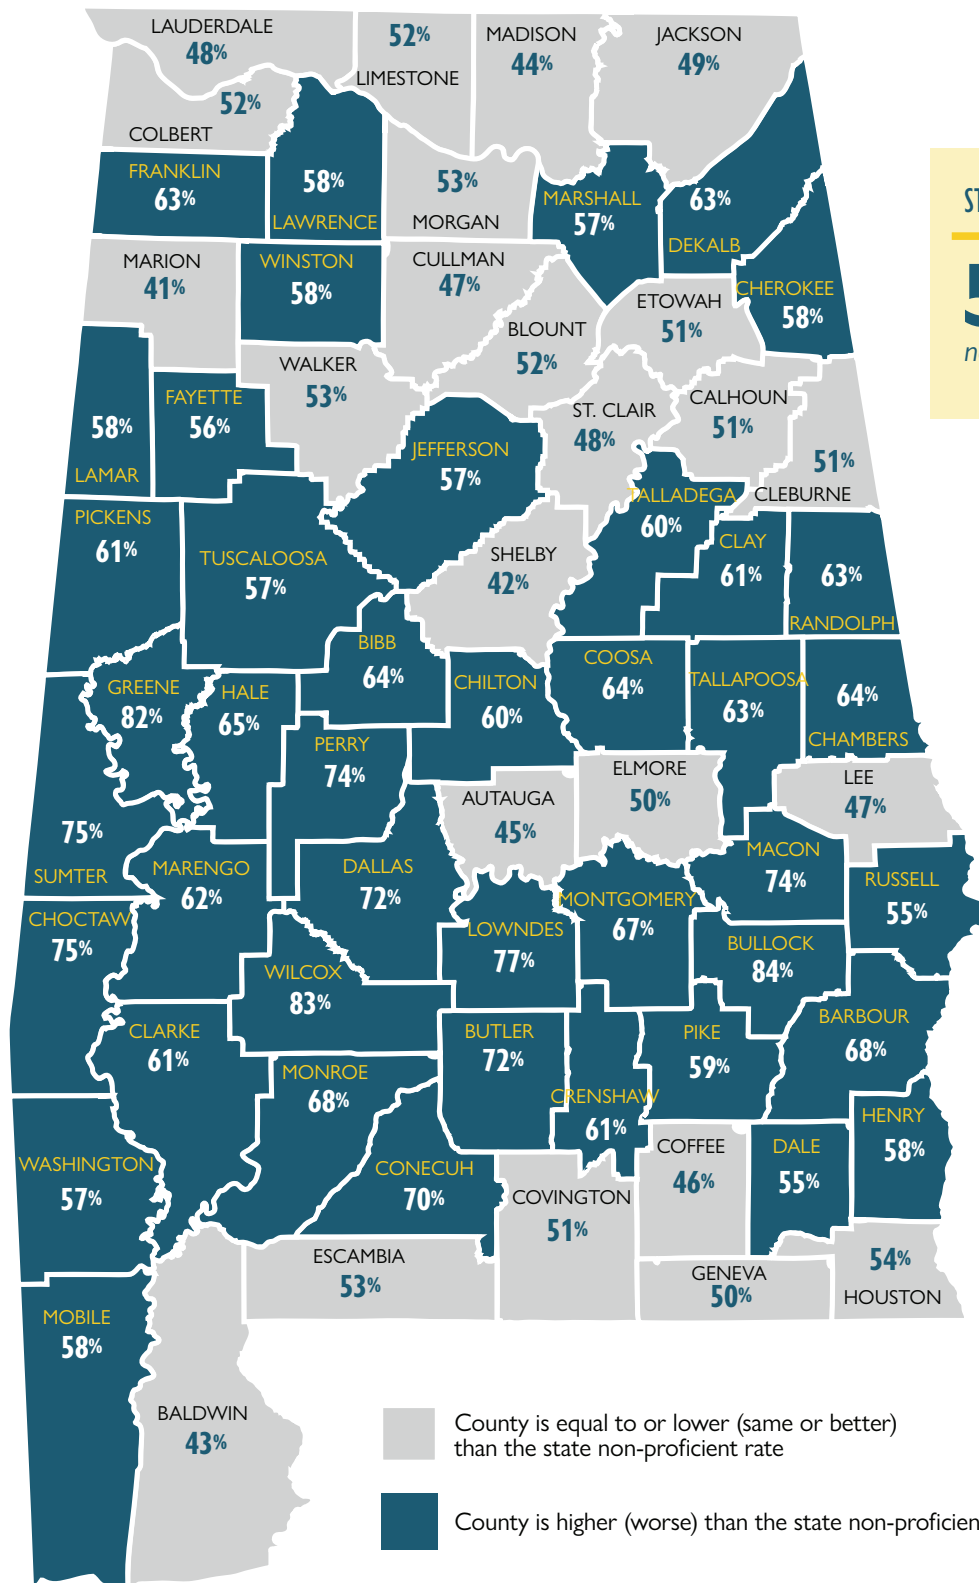 LAUDERDALE
48%
52%
LIMESTONE
MADISON
44%
JACKSON
49%
52%
COLBERT
FRANKLIN
63%
58%
LAWRENCE
53%
MORGAN
MARSHALL
57%
63%
DEKALB
CHEROKEE
58%
MARION
41%
WINSTON
58%
CULLMAN
47%
BLOUNT
52%
ETOWAH
51%
58%
LAMAR
FAYETTE
56%
WALKER
53%
JEFFERSON
57%
ST. CLAIR
48%
CALHOUN
51%
51%
CLEBURNE
PICKENS
61%
TUSCALOOSA
57%
SHELBY
42%
TALLADEGA
60%
CLAY
61%
63%
RANDOLPH
GREENE
82%
HALE
65%
BIBB
64%
CHILTON
60%
COOSA
64%
TALLAPOOSA
63%
64%
CHAMBERS
75%
SUMTER
PERRY
74%
AUTAUGA
45%
ELMORE
50%
LEE
47%
MARENGO
62%
DALLAS
72%
LOWNDES
77%
MONTGOMERY
67%
MACON
74%
RUSSELL
55%
CHOCTAW
75%
WILCOX
83%
BULLOCK
84%
CLARKE
61%
MONROE
68%
BUTLER
72%
CRENSHAW
61%
PIKE
59%
BARBOUR
68%
WASHINGTON
57%
CONECUH
70%
COVINGTON
51%
COFFEE
46%
DALE
55%
HENRY
58%
MOBILE
58%
BALDWIN
43%
ESCAMBIA
53%
GENEVA
50%
54%
HOUSTON
County is equal to or lower (same or better)
than the state non-proficient rate
County is higher (worse) than the state non-proficien